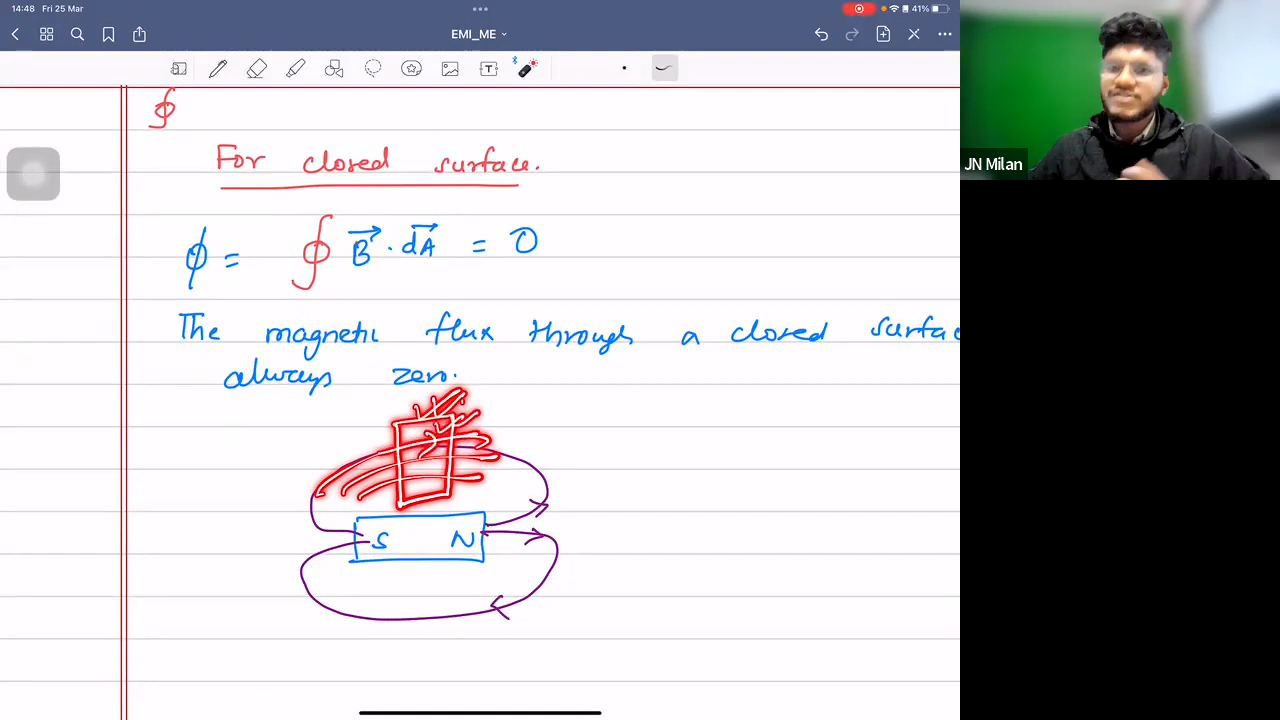 14:48 Fri 25 Mar
41%
EMI_ME
T
JN Milan
∮
For closed surface.
ϕ = ∮ B⃗ · dA⃗ = 0
The magnetic flux through a closed surfac
always zero.
S N